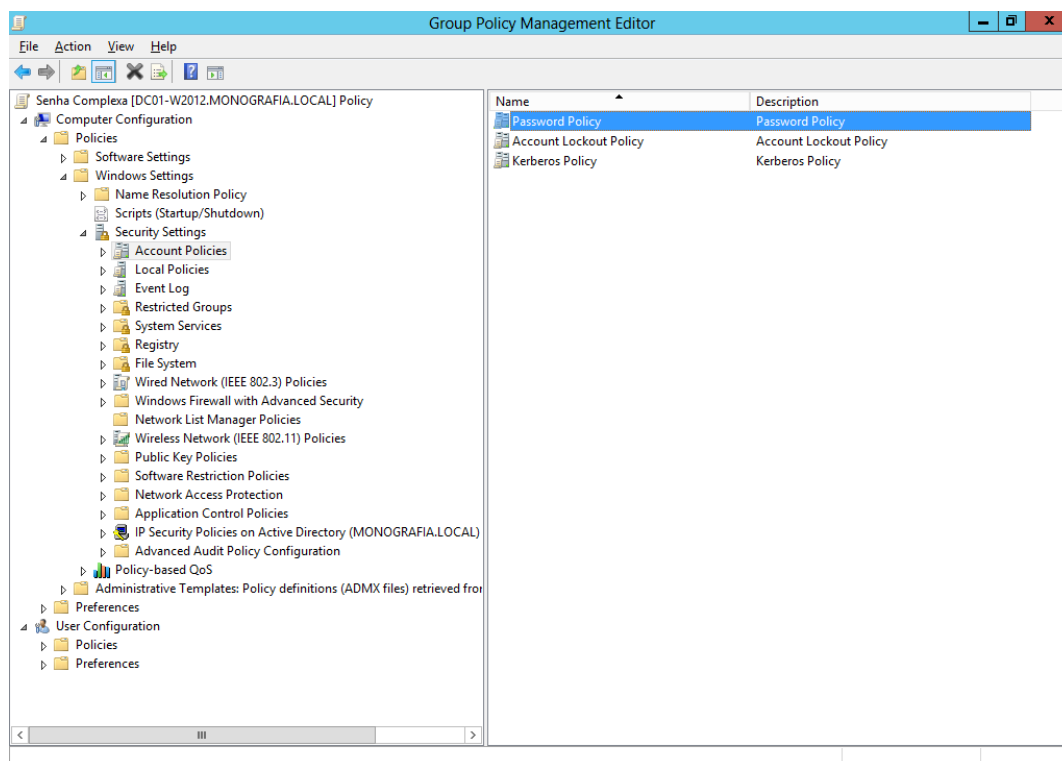 Group Policy Management Editor
File Action View Help
Senha Complexa [DC01-W2012.MONOGRAFIA.LOCAL] Policy
Computer Configuration
Policies
Software Settings
Windows Settings
Name Resolution Policy
Scripts (Startup/Shutdown)
Security Settings
Account Policies
Local Policies
Event Log
Restricted Groups
System Services
Registry
File System
Wired Network (IEEE 802.3) Policies
Windows Firewall with Advanced Security
Network List Manager Policies
Wireless Network (IEEE 802.11) Policies
Public Key Policies
Software Restriction Policies
Network Access Protection
Application Control Policies
IP Security Policies on Active Directory (MONOGRAFIA.LOCAL)
Advanced Audit Policy Configuration
Policy-based QoS
Administrative Templates: Policy definitions (ADMX files) retrieved fror
Preferences
User Configuration
Policies
Preferences
Name Description
Password Policy Password Policy
Account Lockout Policy Account Lockout Policy
Kerberos Policy Kerberos Policy